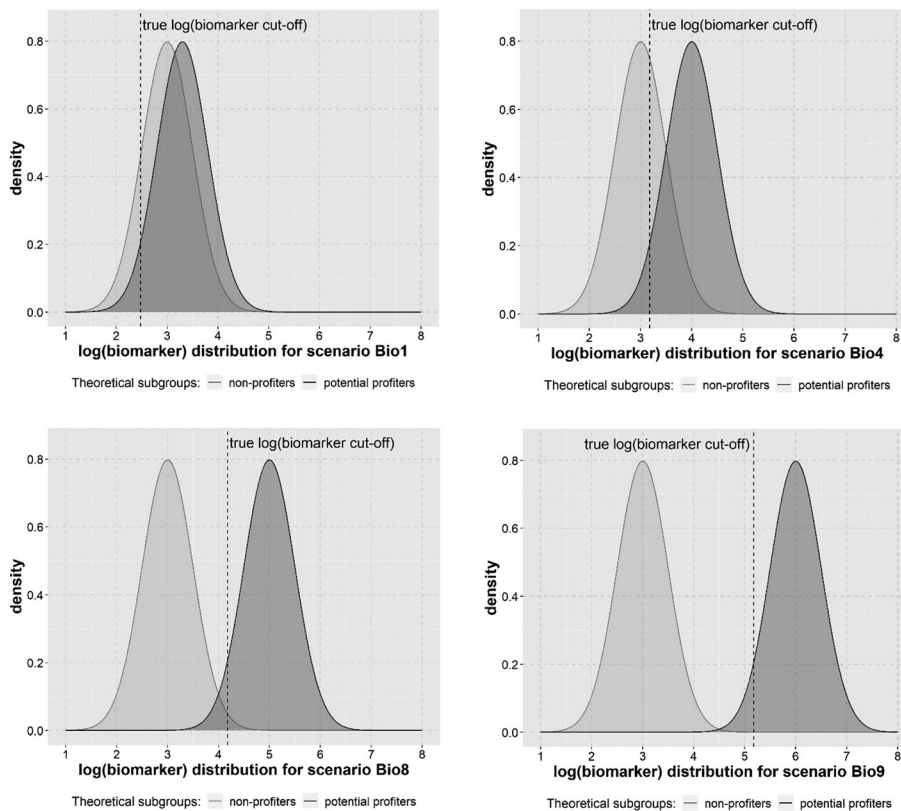 true log(biomarker cut-off)
0.8
0.6
0.4
0.2
0.0
density
1 2 3 4 5 6 7 8
log(biomarker) distribution for scenario Bio1
Theoretical subgroups: non-profiters potential profiters
true log(biomarker cut-off)
0.8
0.6
0.4
0.2
0.0
density
1 2 3 4 5 6 7 8
log(biomarker) distribution for scenario Bio4
Theoretical subgroups: non-profiters potential profiters
true log(biomarker cut-off)
0.8
0.6
0.4
0.2
0.0
density
1 2 3 4 5 6 7 8
log(biomarker) distribution for scenario Bio8
Theoretical subgroups: non-profiters potential profiters
true log(biomarker cut-off)
0.8
0.6
0.4
0.2
0.0
density
1 2 3 4 5 6 7 8
log(biomarker) distribution for scenario Bio9
Theoretical subgroups: non-profiters potential profiters